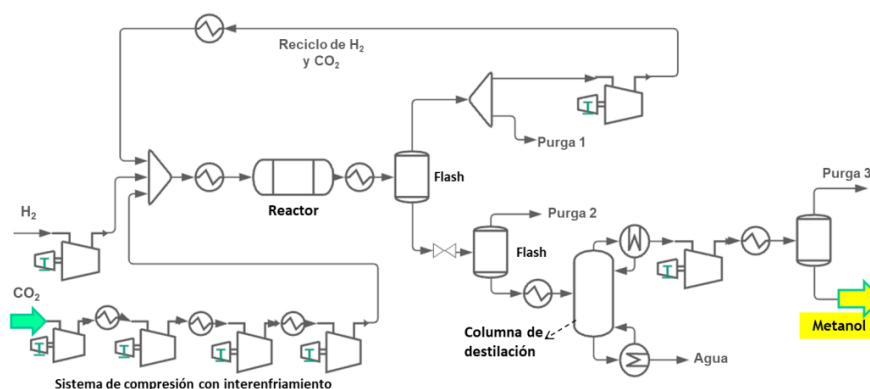 Reciclo de H2
y CO2
Purga 1
Flash
Reactor
H2
Purga 2
Flash
Purga 3
CO2
Columna de
destilación
Metanol
Agua
Sistema de compresión con interenfriamiento